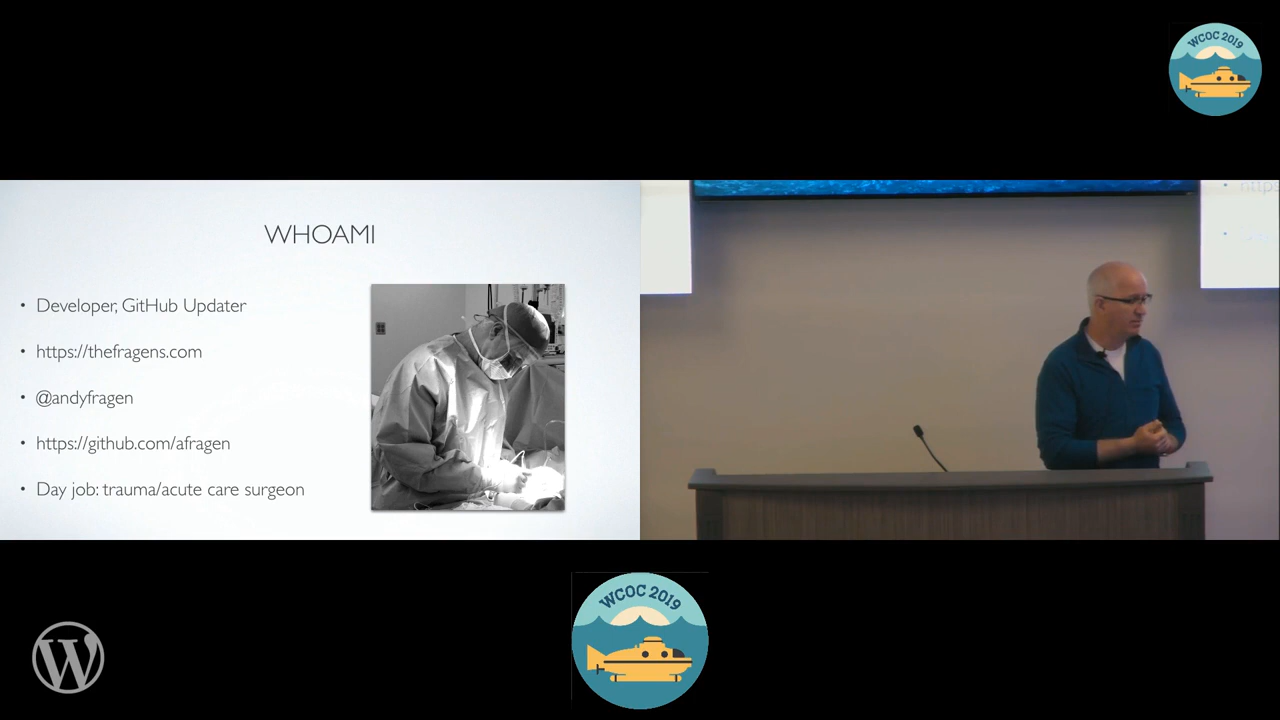 WCOC 2019
WHOAMI
• Developer, GitHub Updater
• https://thefragens.com
• @andyfragen
• https://github.com/afragen
• Day job: trauma/acute care surgeon
• https
WCOC 2019